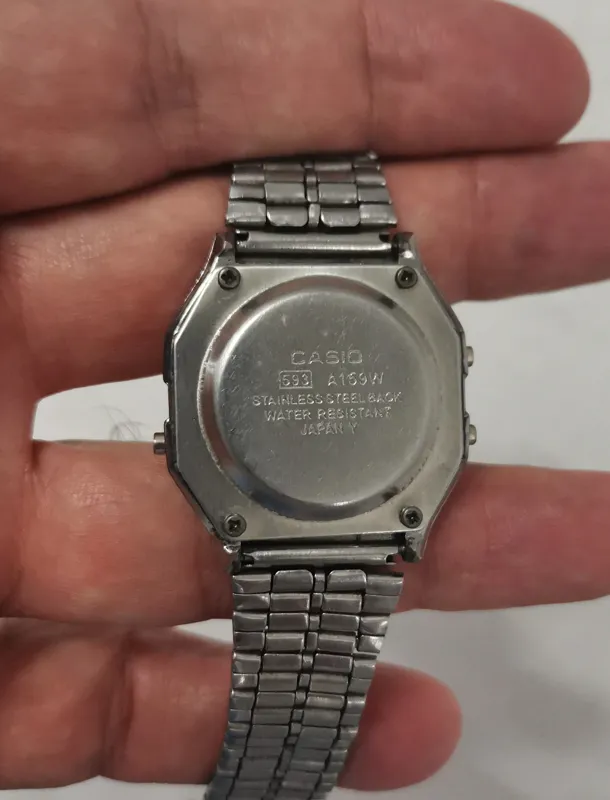 CASIO
593 A159W
STAINLESS STEEL BACK
WATER RESISTANT
JAPAN Y